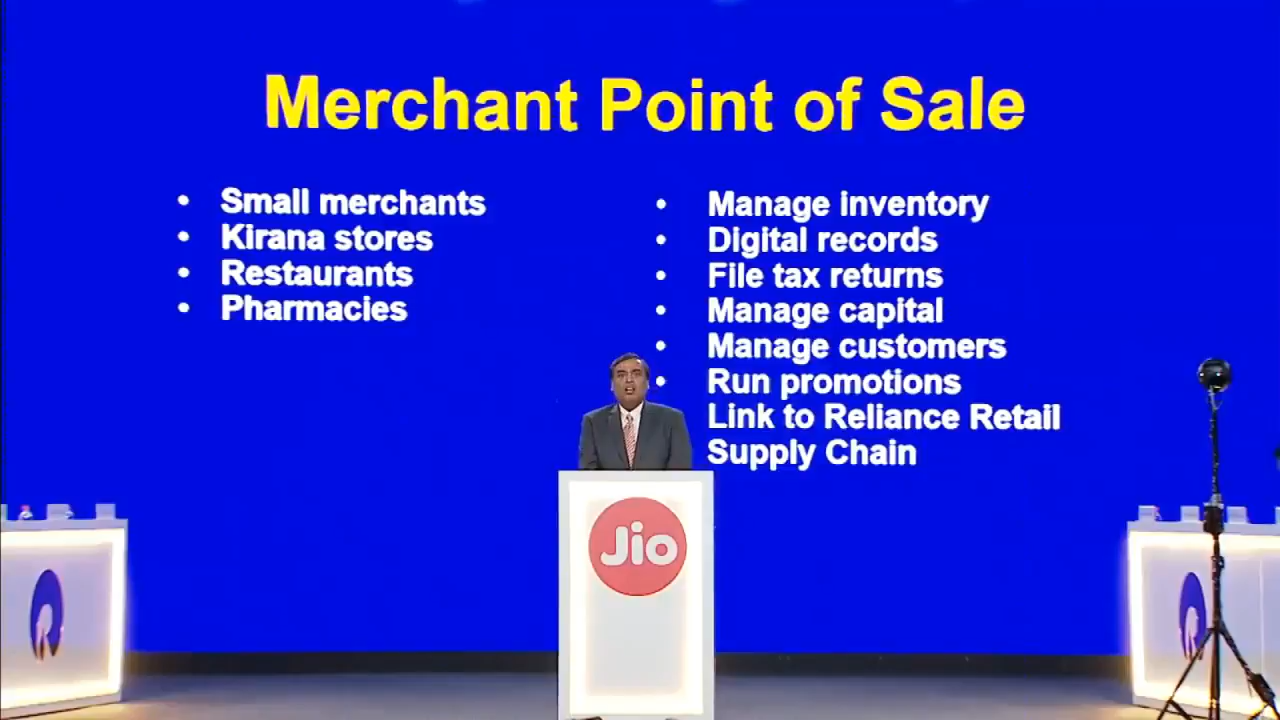 Merchant Point of Sale
• Small merchants
• Kirana stores
• Restaurants
• Pharmacies
• Manage inventory
• Digital records
• File tax returns
• Manage capital
• Manage customers
• Run promotions
Link to Reliance Retail
Supply Chain
Jio